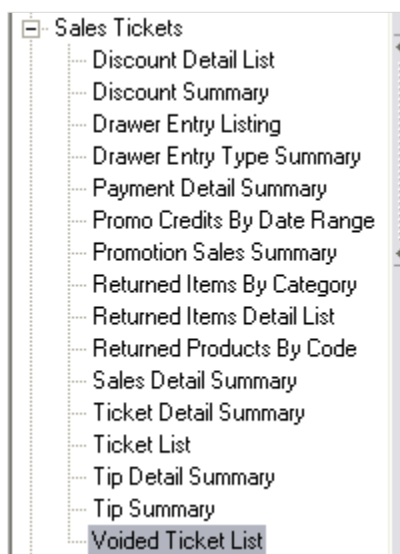 Sales Tickets
Discount Detail List
Discount Summary
Drawer Entry Listing
Drawer Entry Type Summary
Payment Detail Summary
Promo Credits By Date Range
Promotion Sales Summary
Returned Items By Category
Returned Items Detail List
Returned Products By Code
Sales Detail Summary
Ticket Detail Summary
Ticket List
Tip Detail Summary
Tip Summary
Voided Ticket List